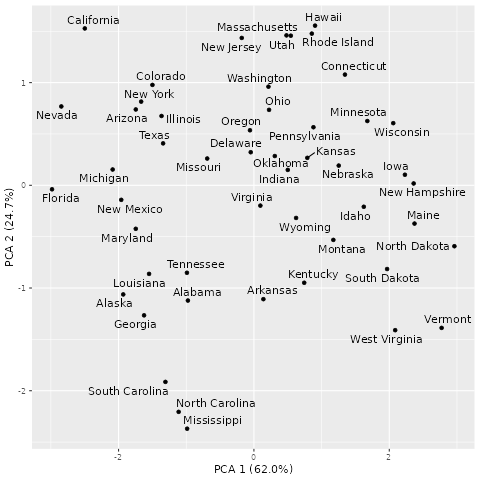 Hawaii
California
Massachusetts
New Jersey
Utah
Rhode Island
Connecticut
Colorado
Washington
New York
Ohio
Nevada
Arizona
Illinois
Minnesota
Oregon
Pennsylvania
Wisconsin
Texas
Delaware
Kansas
Missouri
Oklahoma
Indiana
Nebraska
Iowa
Michigan
New Hampshire
Florida
Virginia
New Mexico
Idaho
Maine
Wyoming
Maryland
Montana
North Dakota
Tennessee
Kentucky
South Dakota
Louisiana
Alabama
Arkansas
Alaska
Georgia
Vermont
West Virginia
South Carolina
North Carolina
Mississippi
1
0
-1
-2
PCA 2 (24.7%)
-2
0
2
PCA 1 (62.0%)